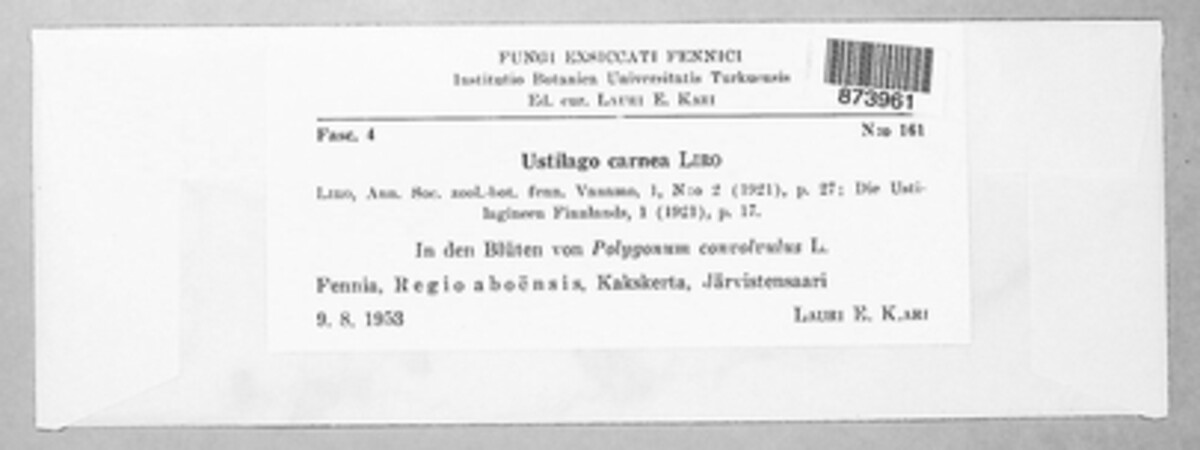 FUNGI EXSICCATI FENNICI
Institutio Botanica Universitatis Turkuensis
Ed. cur. LAURI E. KARI
873961
Fasc. 4 N:o 161
Ustilago carnea LIRO
LIRO, Ann. Soc. zool.-bot. fenn. Vanamo, 1, N:o 2 (1921), p. 27; Die Usti-
lagineen Finnlands, 1 (1921), p. 17.
In den Blüten von Polygonum convolvulus L.
Fennia, Regio aboënsis, Kakskerta, Järvistensaari
9. 8. 1953 LAURI E. KARI